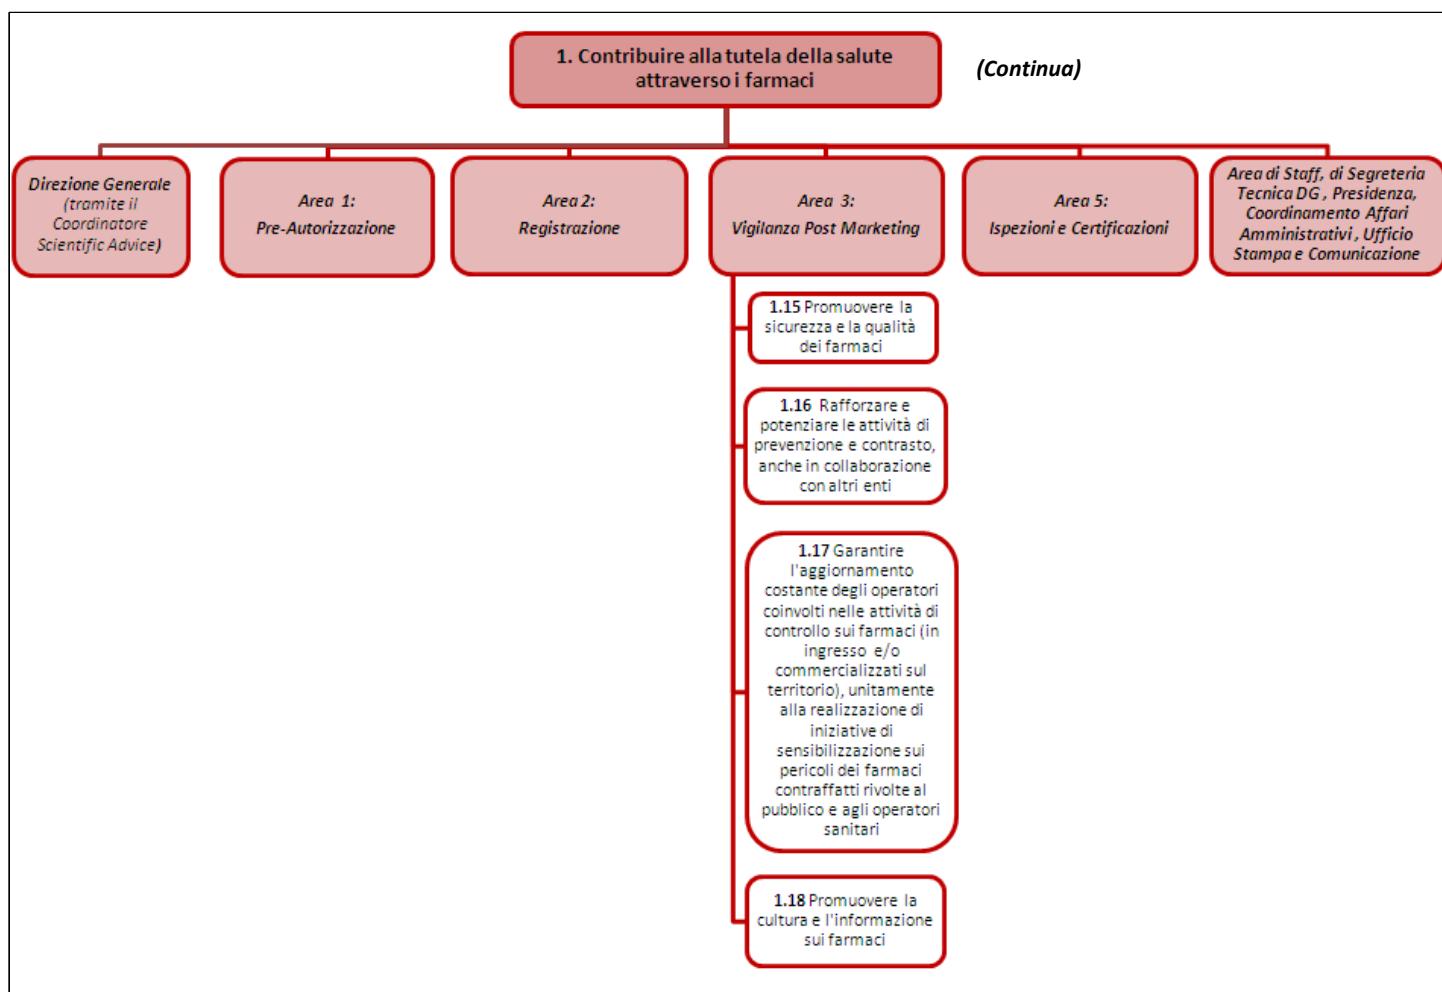 1. Contribuire alla tutela della salute
attraverso i farmaci
(Continua)
Direzione Generale
(tramite il
Coordinatore
Scientific Advice)
Area 1:
Pre-Autorizzazione
Area 2:
Registrazione
Area 3:
Vigilanza Post Marketing
Area 5:
Ispezioni e Certificazioni
Area di Staff, di Segreteria
Tecnica DG , Presidenza,
Coordinamento Affari
Amministrativi , Ufficio
Stampa e Comunicazione
1.15 Promuovere la
sicurezza e la qualità
dei farmaci
1.16 Rafforzare e
potenziare le attività di
prevenzione e contrasto,
anche in collaborazione
con altri enti
1.17 Garantire
l'aggiornamento
costante degli operatori
coinvolti nelle attività di
controllo sui farmaci (in
ingresso e/o
commercializzati sul
territorio), unitamente
alla realizzazione di
iniziative di
sensibilizzazione sui
pericoli dei farmaci
contraffatti rivolte al
pubblico e agli operatori
sanitari
1.18 Promuovere la
cultura e l'informazione
sui farmaci